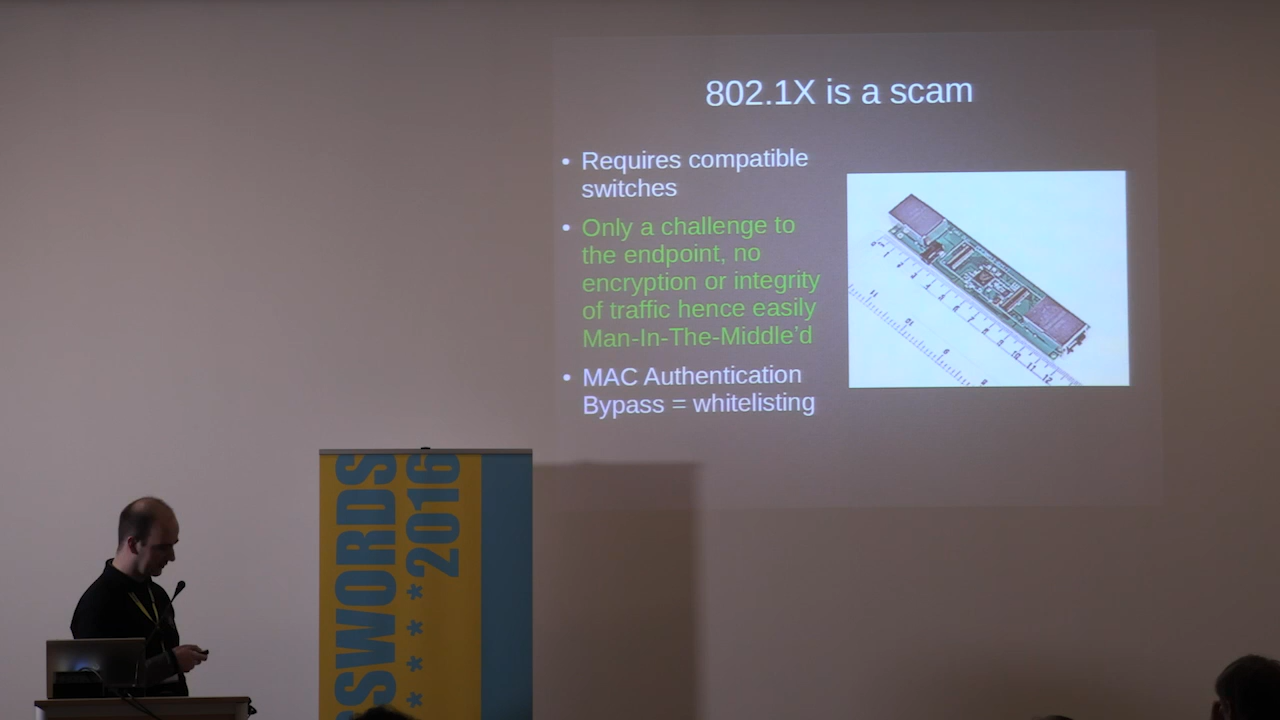 802.1X is a scam
• Requires compatible
switches
• Only a challenge to
the endpoint, no
encryption or integrity
of traffic hence easily
Man-In-The-Middle'd
• MAC Authentication
Bypass = whitelisting
SSWORDS
* * * * 2016